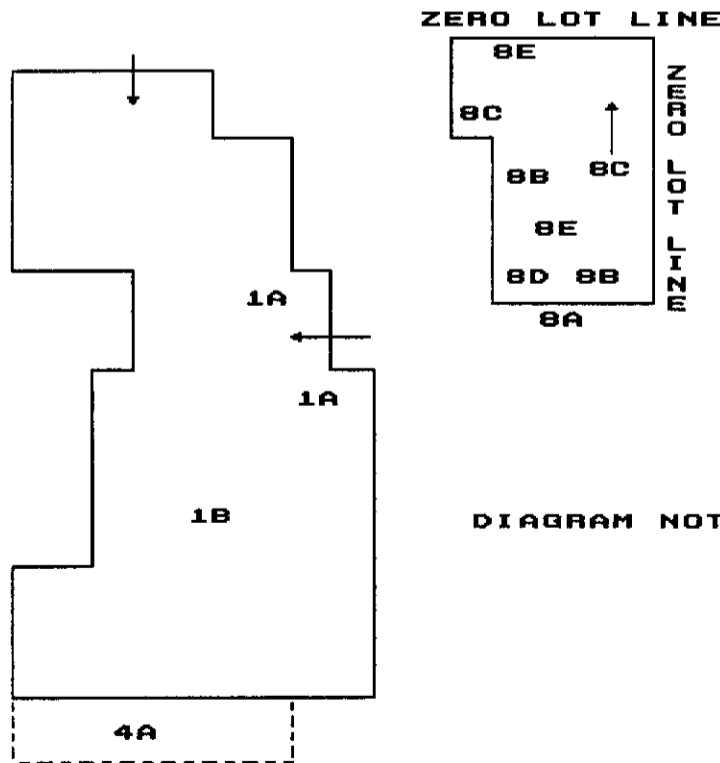 ZERO LOT LINE
8E
8C
8B 8C
8E
8D 8B
8A
ZERO LOT LINE
1A
1A
1B
DIAGRAM NOT
4A